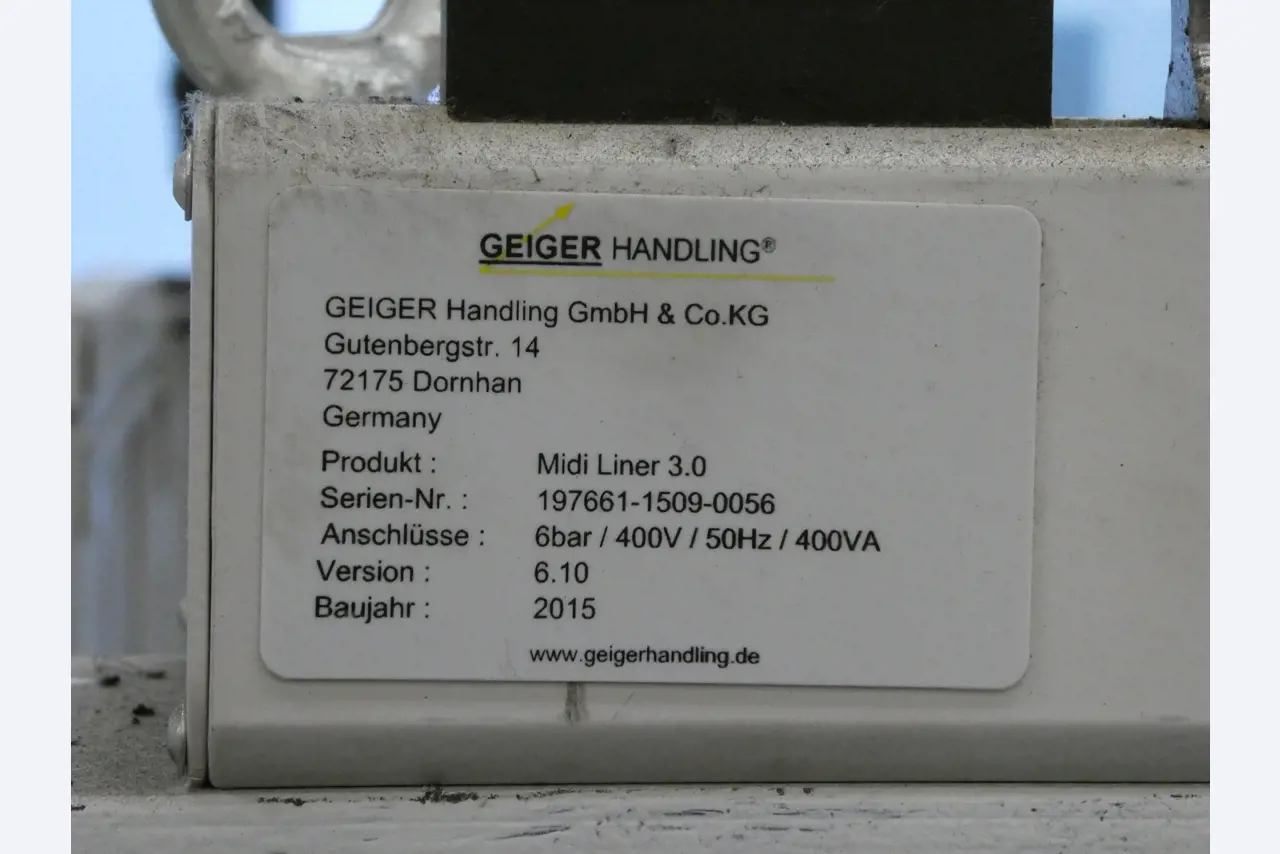 GEIGER HANDLING®
GEIGER Handling GmbH & Co.KG
Gutenbergstr. 14
72175 Dornhan
Germany
Produkt : Midi Liner 3.0
Serien-Nr. : 197661-1509-0056
Anschlüsse : 6bar / 400V / 50Hz / 400VA
Version : 6.10
Baujahr : 2015
www.geigerhandling.de